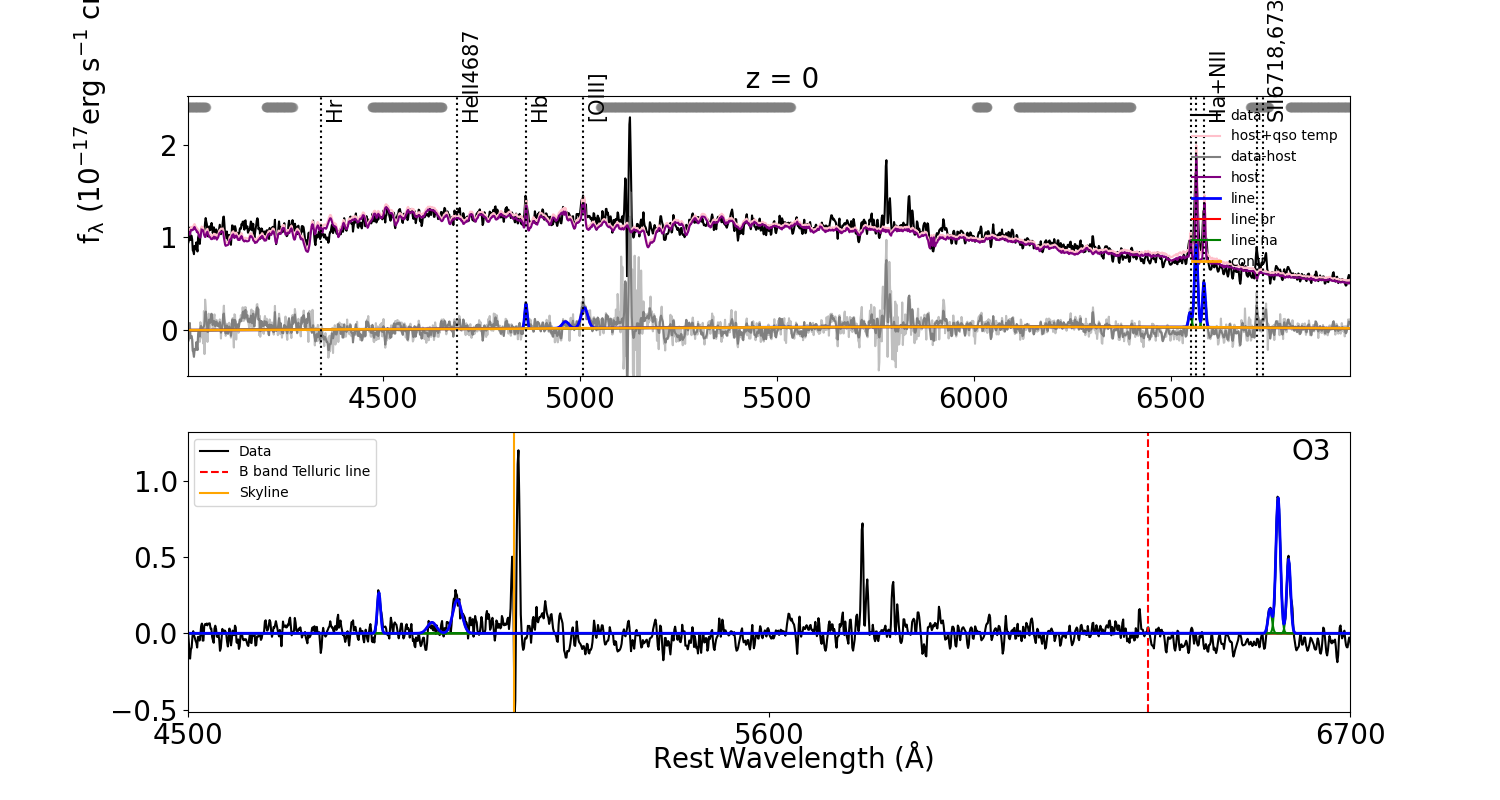 z = 0
Hr
HeII4687
Hb
[OIII]
Ha+NII
SII6718,673
f_λ (10^{-17} erg s^{-1} c
2
1
0
data
host+qso temp
data-host
host
line
line br
line na
4500
5000
5500
6000
6500
O3
Data
B band Telluric line
Skyline
1.0
0.5
0.0
−0.5
4500
5600
6700
Rest Wavelength (Å)